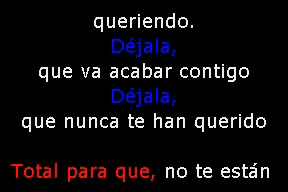 queriendo.
Déjala,
que va acabar contigo
Déjala,
que nunca te han querido
Total para que, no te están